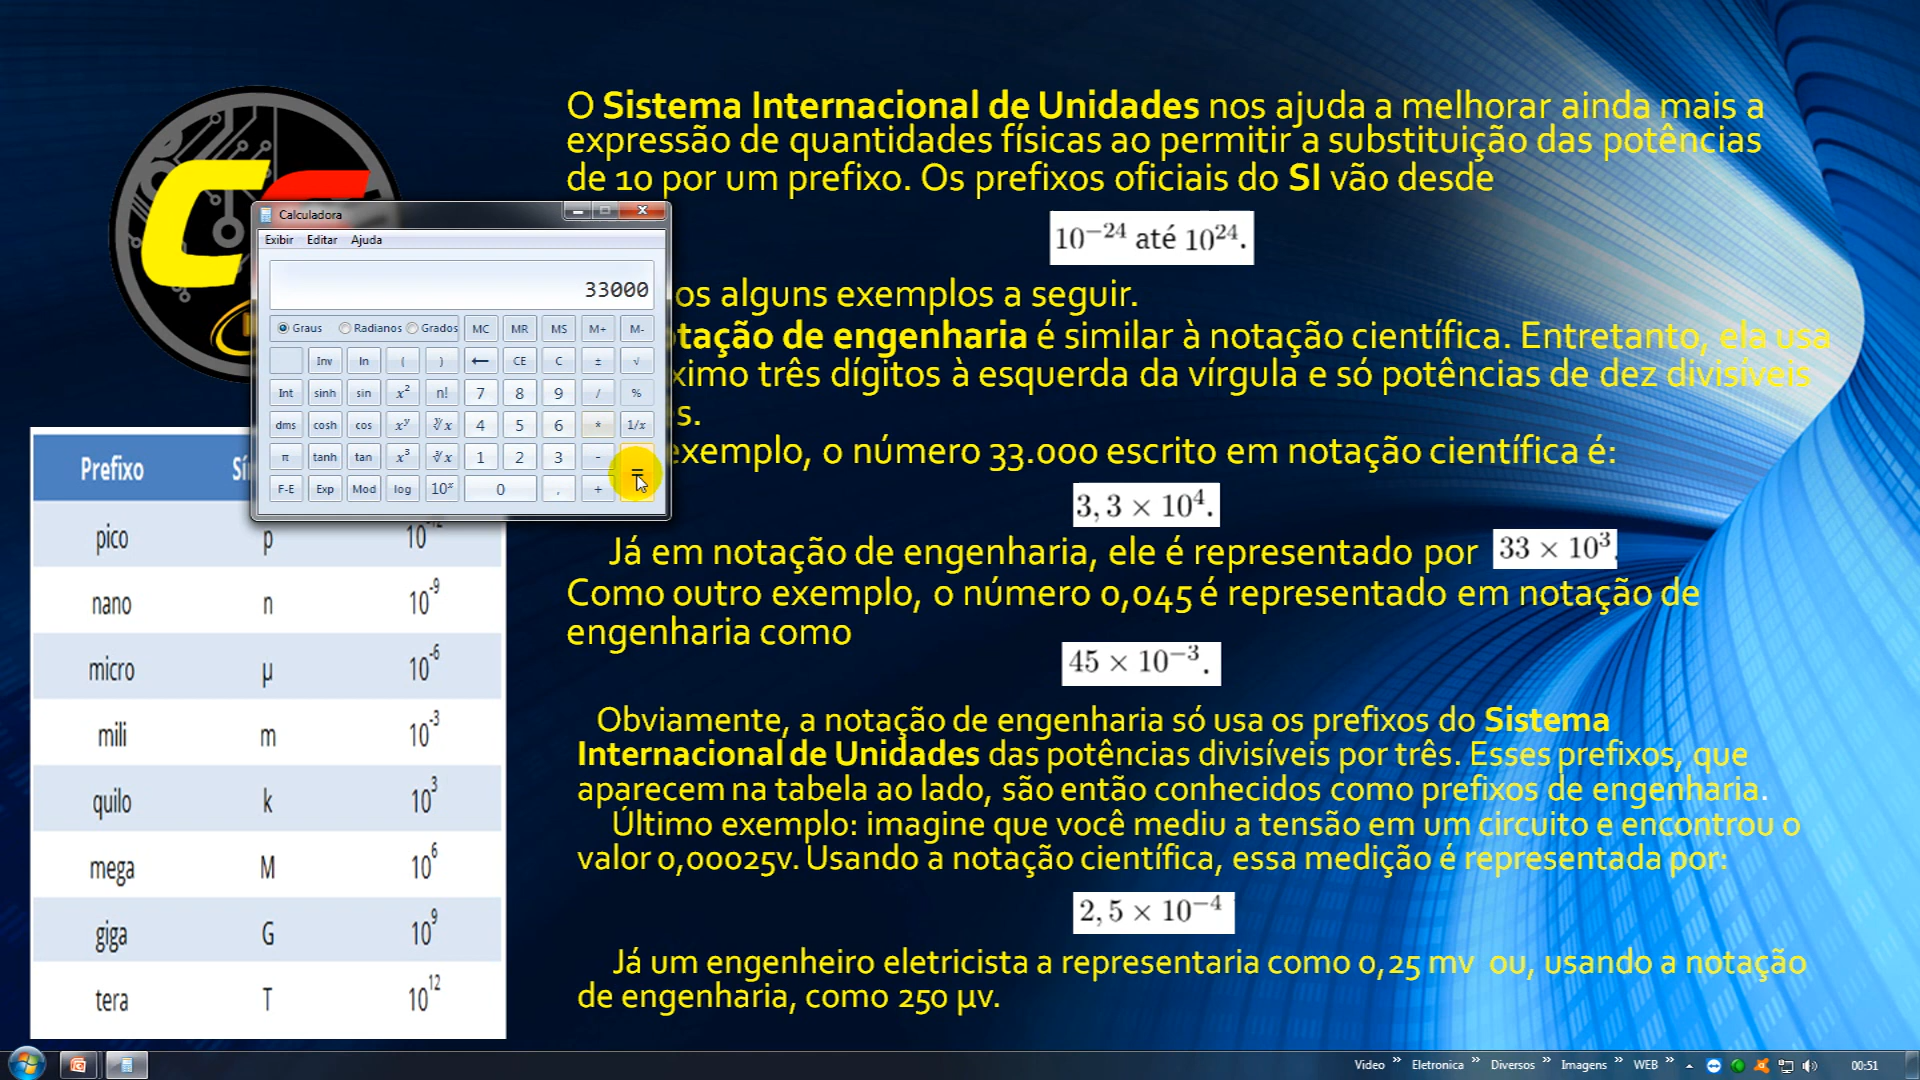 O Sistema Internacional de Unidades nos ajuda a melhorar ainda mais a
expressão de quantidades físicas ao permitir a substituição das potências
de 10 por um prefixo. Os prefixos oficiais do SI vão desde
10⁻²⁴ até 10²⁴.
os alguns exemplos a seguir.
tação de engenharia é similar à notação científica. Entretanto, ela usa
ximo três dígitos à esquerda da vírgula e só potências de dez divisíveis
s.
exemplo, o número 33.000 escrito em notação científica é:
3,3 × 10⁴.
Já em notação de engenharia, ele é representado por 33 × 10³.
Como outro exemplo, o número 0,045 é representado em notação de
engenharia como
45 × 10⁻³.
Obviamente, a notação de engenharia só usa os prefixos do Sistema
Internacional de Unidades das potências divisíveis por três. Esses prefixos, que
aparecem na tabela ao lado, são então conhecidos como prefixos de engenharia.
Último exemplo: imagine que você mediu a tensão em um circuito e encontrou o
valor 0,00025v. Usando a notação científica, essa medição é representada por:
2,5 × 10⁻⁴
Já um engenheiro eletricista a representaria como 0,25 mv ou, usando a notação
de engenharia, como 250 µv.
Calculadora
Exibir Editar Ajuda
33000
Graus Radianos Grados MC MR MS M+ M-
Inv ln ( ) ← CE C ± √
Int sinh sin x² n! 7 8 9 / %
dms cosh cos xʸ ʸ√x 4 5 6 * 1/x
π tanh tan x³ ³√x 1 2 3 - =
F-E Exp Mod log 10ˣ 0 , +
Prefixo
pico p 10⁻¹²
nano n 10⁻⁹
micro µ 10⁻⁶
mili m 10⁻³
quilo k 10³
mega M 10⁶
giga G 10⁹
tera T 10¹²
Video » Eletronica » Diversos » Imagens » WEB » 00:51